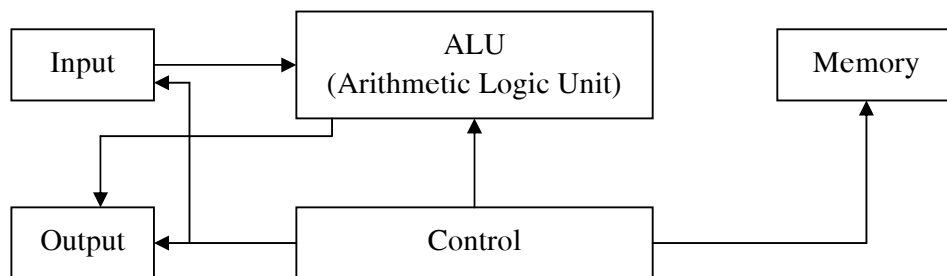 Input
ALU
(Arithmetic Logic Unit)
Memory
Output
Control